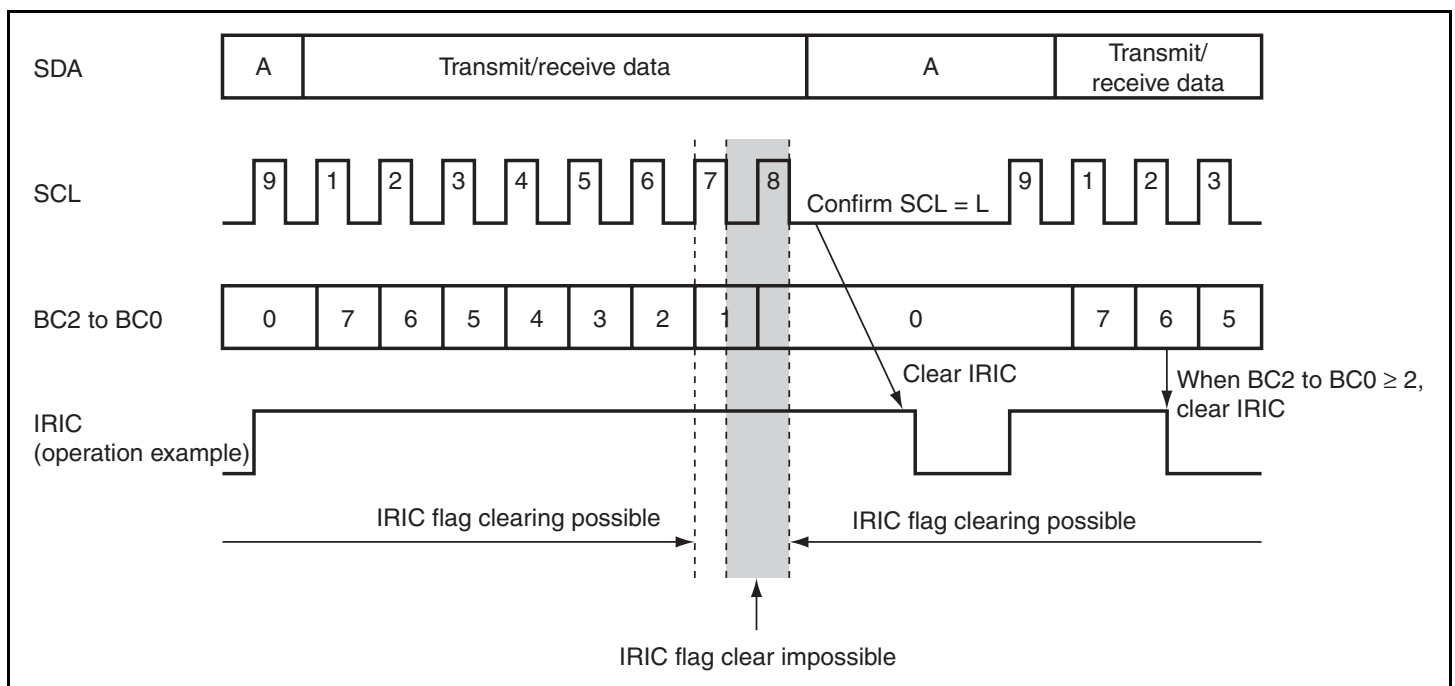 SDA
A
Transmit/receive data
A
Transmit/
receive data
SCL
9 1 2 3 4 5 6 7 8
Confirm SCL = L
9 1 2 3
BC2 to BC0
0 7 6 5 4 3 2 1 0 7 6 5
Clear IRIC
When BC2 to BC0 ≥ 2,
clear IRIC
IRIC
(operation example)
IRIC flag clearing possible
IRIC flag clearing possible
IRIC flag clear impossible